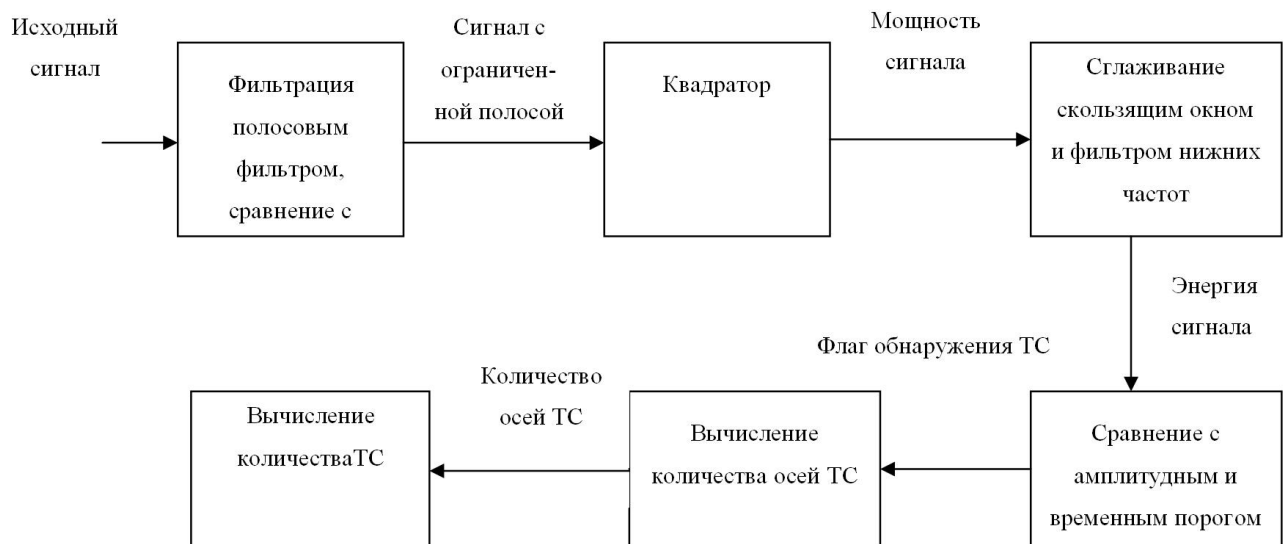 Исходный
сигнал
Фильтрация
полосовым
фильтром,
сравнение с
Сигнал с
ограничен-
ной полосой
Квадратор
Мощность
сигнала
Сглаживание
скользящим окном
и фильтром нижних
частот
Энергия
сигнала
Сравнение с
амплитудным и
временным порогом
Флаг обнаружения ТС
Вычисление
количества осей ТС
Количество
осей ТС
Вычисление
количестваТС